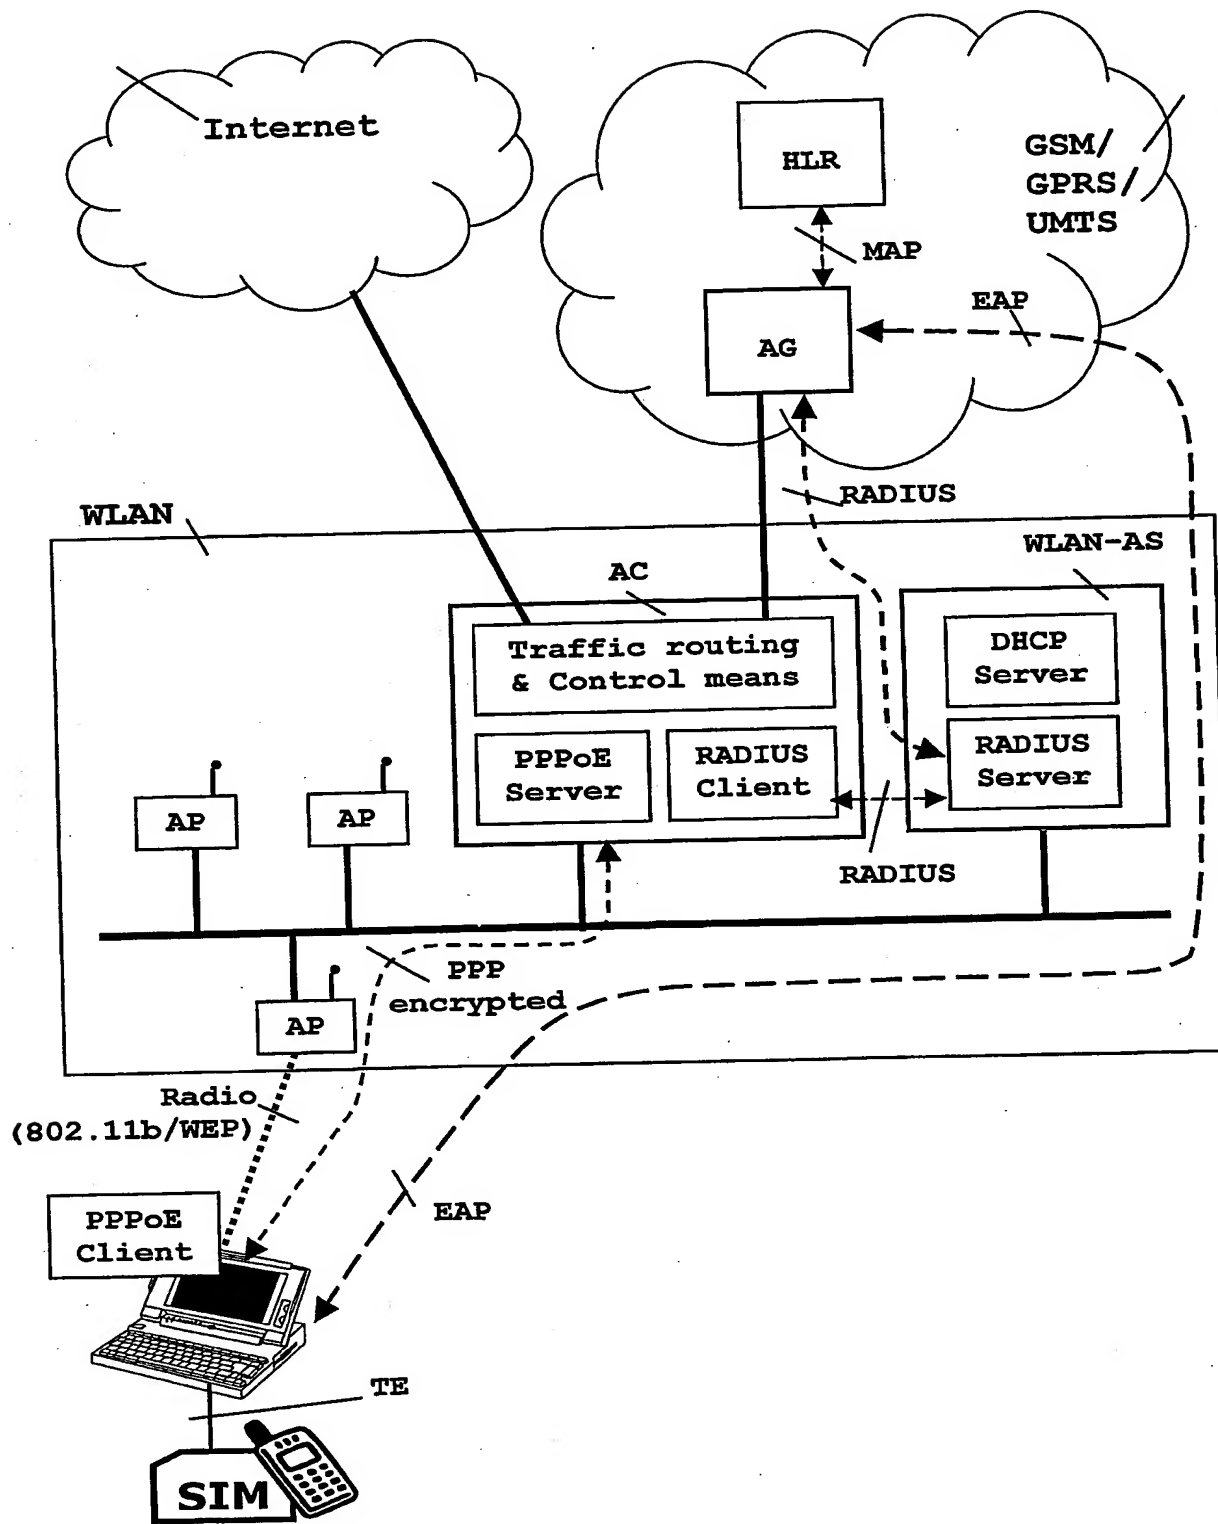 Internet
HLR
GSM/
GPRS/
UMTS
MAP
EAP
AG
RADIUS
WLAN
WLAN-AS
AC
Traffic routing
& Control means
DHCP
Server
PPPoE
Server
RADIUS
Client
RADIUS
Server
AP
AP
RADIUS
PPP
encrypted
AP
Radio
(802.11b/WEP)
EAP
PPPoE
Client
TE
SIM